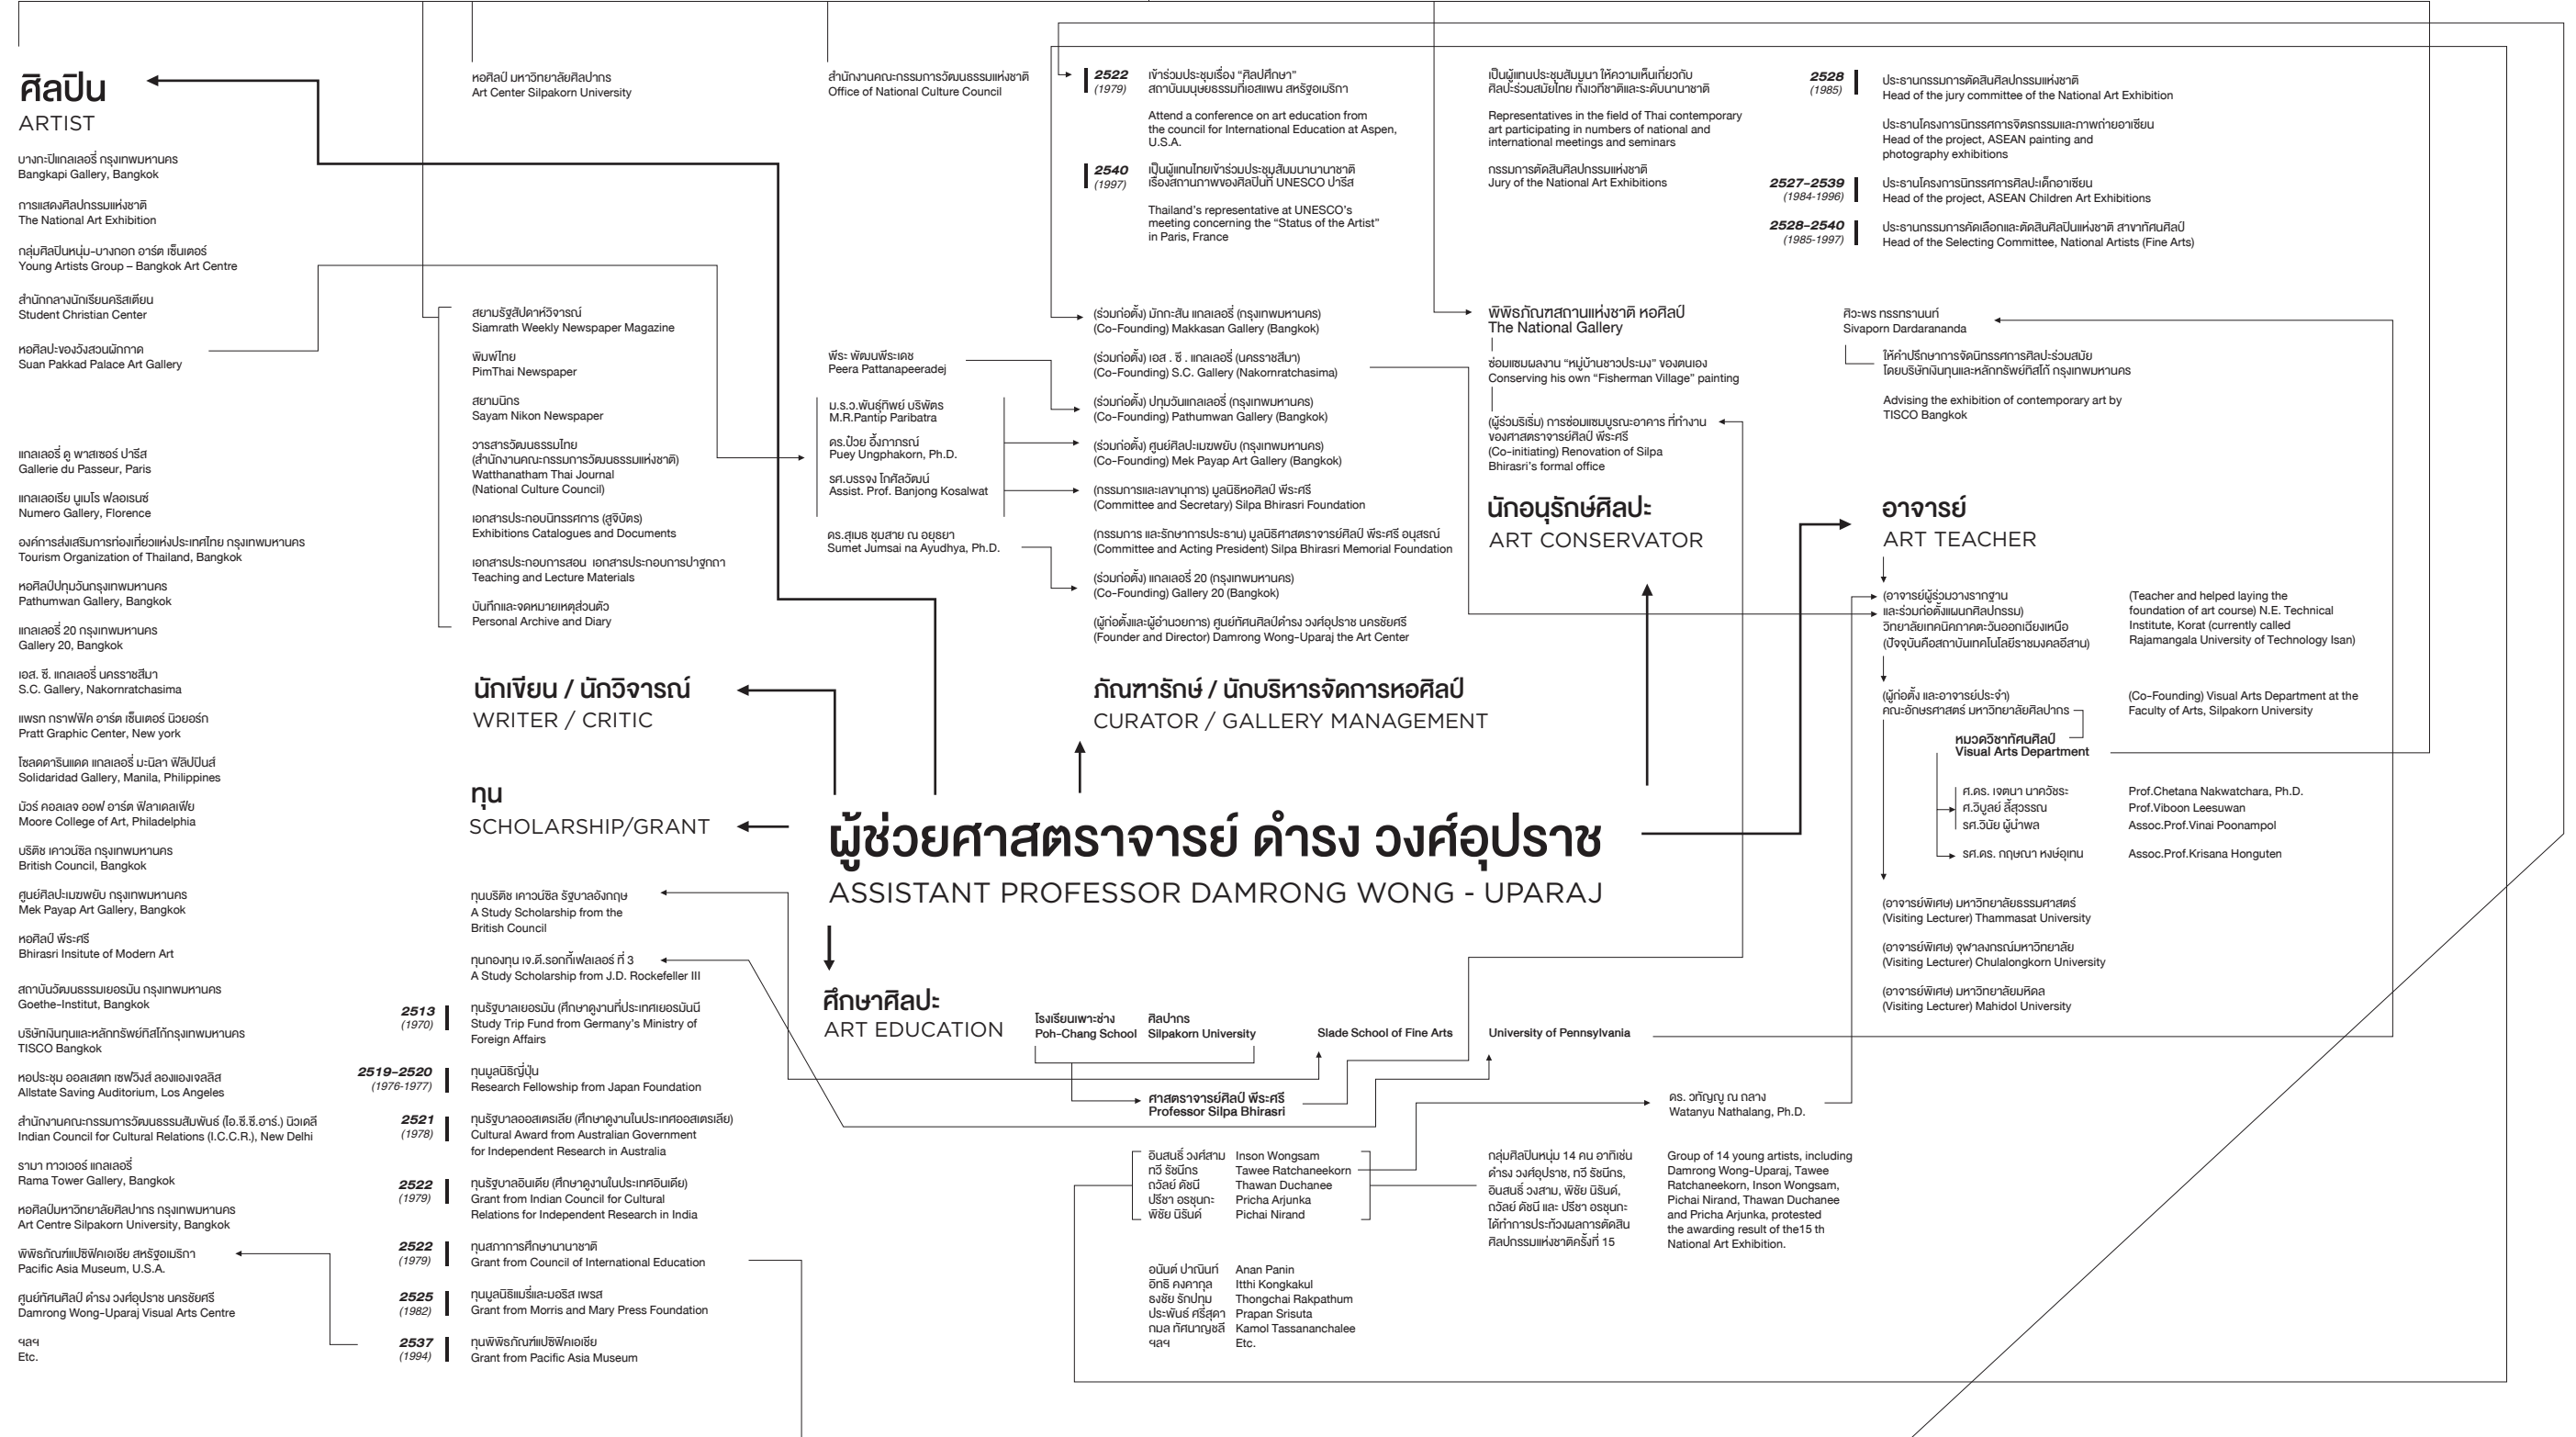 ศิลปิน
ARTIST
บางกะปิแกลเลอรี่ กรุงเทพมหานคร
Bangkapi Gallery, Bangkok
การแสดงศิลปกรรมแห่งชาติ
The National Art Exhibition
กลุ่มศิลปินหนุ่ม-บางกอก อาร์ต เซ็นเตอร์
Young Artists Group – Bangkok Art Centre
สำนักกลางนักเรียนคริสเตียน
Student Christian Center
หอศิลปะของวังสวนผักกาด
Suan Pakkad Palace Art Gallery
แกลเลอรี่ ดู พาสเซอร์ ปารีส
Gallerie du Passeur, Paris
แกลเลอเรีย นูเมโร ฟลอเรนซ์
Numero Gallery, Florence
องค์การส่งเสริมการท่องเที่ยวแห่งประเทศไทย กรุงเทพมหานคร
Tourism Organization of Thailand, Bangkok
หอศิลป์ปทุมวันกรุงเทพมหานคร
Pathumwan Gallery, Bangkok
แกลเลอรี่ 20 กรุงเทพมหานคร
Gallery 20, Bangkok
เอส. ซี. แกลเลอรี่ นครราชสีมา
S.C. Gallery, Nakornratchasima
แพรท กราฟฟิค อาร์ต เซ็นเตอร์ นิวยอร์ก
Pratt Graphic Center, New york
โซลดดารินแดด แกลเลอรี่ มะนิลา ฟิลิปปินส์
Solidaridad Gallery, Manila, Philippines
มัวร์ คอลเลจ ออฟ อาร์ต ฟิลาเดลเฟีย
Moore College of Art, Philadelphia
บริติช เคาวน์ซิล กรุงเทพมหานคร
British Council, Bangkok
ศูนย์ศิลปะเมฆพยับ กรุงเทพมหานคร
Mek Payap Art Gallery, Bangkok
หอศิลป์ พีระศรี
Bhirasri Insitute of Modern Art
สถาบันวัฒนธรรมเยอรมัน กรุงเทพมหานคร
Goethe-Institut, Bangkok
บริษัทเงินทุนและหลักทรัพย์ทิสโก้กรุงเทพมหานคร
TISCO Bangkok
หอประชุม ออลเสตท เซฟวิงส์ ลองแองเจลลิส
Allstate Saving Auditorium, Los Angeles
สำนักงานคณะกรรมการวัฒนธรรมสัมพันธ์ (ไอ.ซี.ซี.อาร์.) นิวเดลี
Indian Council for Cultural Relations (I.C.C.R.), New Delhi
รามา ทาวเวอร์ แกลเลอรี่
Rama Tower Gallery, Bangkok
หอศิลป์มหาวิทยาลัยศิลปากร กรุงเทพมหานคร
Art Centre Silpakorn University, Bangkok
พิพิธภัณฑ์แปซิฟิคเอเชีย สหรัฐอเมริกา
Pacific Asia Museum, U.S.A.
ศูนย์ทัศนศิลป์ ดำรง วงศ์อุปราช นครชัยศรี
Damrong Wong-Uparaj Visual Arts Centre
ฯลฯ
Etc.
หอศิลป์ มหาวิทยาลัยศิลปากร
Art Center Silpakorn University
สยามรัฐสัปดาห์วิจารณ์
Siamrath Weekly Newspaper Magazine
พิมพ์ไทย
PimThai Newspaper
สยามนิกร
Sayam Nikon Newspaper
วารสารวัฒนธรรมไทย
(สำนักงานคณะกรรมการวัฒนธรรมแห่งชาติ)
Watthanatham Thai Journal
(National Culture Council)
เอกสารประกอบนิทรรศการ (สูจิบัตร)
Exhibitions Catalogues and Documents
เอกสารประกอบการสอน เอกสารประกอบการปาฐกถา
Teaching and Lecture Materials
บันทึกและจดหมายเหตุส่วนตัว
Personal Archive and Diary
นักเขียน / นักวิจารณ์
WRITER / CRITIC
ทุน
SCHOLARSHIP/GRANT
ทุนบริติช เคาวน์ซิล รัฐบาลอังกฤษ
A Study Scholarship from the
British Council
ทุนกองทุน เจ.ดี.รอกกี้เฟลเลอร์ ที่ 3
A Study Scholarship from J.D. Rockefeller III
2513
(1970)
ทุนรัฐบาลเยอรมัน (ศึกษาดูงานที่ประเทศเยอรมันนี
Study Trip Fund from Germany's Ministry of
Foreign Affairs
2519-2520
(1976-1977)
ทุนมูลนิธิญี่ปุ่น
Research Fellowship from Japan Foundation
2521
(1978)
ทุนรัฐบาลออสเตรเลีย (ศึกษาดูงานในประเทศออสเตรเลีย)
Cultural Award from Australian Government
for Independent Research in Australia
2522
(1979)
ทุนรัฐบาลอินเดีย (ศึกษาดูงานในประเทศอินเดีย)
Grant from Indian Council for Cultural
Relations for Independent Research in India
2522
(1979)
ทุนสภาการศึกษานานาชาติ
Grant from Council of International Education
2525
(1982)
ทุนมูลนิธิแมรี่และมอริส เพรส
Grant from Morris and Mary Press Foundation
2537
(1994)
ทุนพิพิธภัณฑ์แปซิฟิคเอเชีย
Grant from Pacific Asia Museum
สำนักงานคณะกรรมการวัฒนธรรมแห่งชาติ
Office of National Culture Council
พีระ พัฒนพีระเดช
Peera Pattanapeeradej
ม.ร.ว.พันธุ์ทิพย์ บริพัตร
M.R.Pantip Paribatra
ดร.ป๋วย อึ๊งภากรณ์
Puey Ungphakorn, Ph.D.
รศ.บรรจง โกศัลวัฒน์
Assist. Prof. Banjong Kosalwat
ดร.สุเมธ ชุมสาย ณ อยุธยา
Sumet Jumsai na Ayudhya, Ph.D.
2522
(1979)
เข้าร่วมประชุมเรื่อง "ศิลปศึกษา"
สถาบันมนุษยธรรมที่เอสแพน สหรัฐอเมริกา
Attend a conference on art education from
the council for International Education at Aspen,
U.S.A.
2540
(1997)
เป็นผู้แทนไทยเข้าร่วมประชุมสัมมนานานาชาติ
เรื่องสถานภาพของศิลปินที่ UNESCO ปารีส
Thailand's representative at UNESCO's
meeting concerning the "Status of the Artist"
in Paris, France
(ร่วมก่อตั้ง) มักกะสัน แกลเลอรี่ (กรุงเทพมหานคร)
(Co-Founding) Makkasan Gallery (Bangkok)
(ร่วมก่อตั้ง) เอส . ซี . แกลเลอรี่ (นครราชสีมา)
(Co-Founding) S.C. Gallery (Nakornratchasima)
(ร่วมก่อตั้ง) ปทุมวันแกลเลอรี่ (กรุงเทพมหานคร)
(Co-Founding) Pathumwan Gallery (Bangkok)
(ร่วมก่อตั้ง) ศูนย์ศิลปะเมฆพยับ (กรุงเทพมหานคร)
(Co-Founding) Mek Payap Art Gallery (Bangkok)
(กรรมการและเลขานุการ) มูลนิธิหอศิลป์ พีระศรี
(Committee and Secretary) Silpa Bhirasri Foundation
(กรรมการ และรักษาการประธาน) มูลนิธิศาสตราจารย์ศิลป์ พีระศรี อนุสรณ์
(Committee and Acting President) Silpa Bhirasri Memorial Foundation
(ร่วมก่อตั้ง) แกลเลอรี่ 20 (กรุงเทพมหานคร)
(Co-Founding) Gallery 20 (Bangkok)
(ผู้ก่อตั้งและผู้อำนวยการ) ศูนย์ทัศนศิลป์ดำรง วงศ์อุปราช นครชัยศรี
(Founder and Director) Damrong Wong-Uparaj the Art Center
ภัณฑารักษ์ / นักบริหารจัดการหอศิลป์
CURATOR / GALLERY MANAGEMENT
ผู้ช่วยศาสตราจารย์ ดำรง วงศ์อุปราช
ASSISTANT PROFESSOR DAMRONG WONG - UPARAJ
ศึกษาศิลปะ
ART EDUCATION
โรงเรียนเพาะช่าง
Poh-Chang School
ศิลปากร
Silpakorn University
Slade School of Fine Arts
University of Pennsylvania
ศาสตราจารย์ศิลป์ พีระศรี
Professor Silpa Bhirasri
ดร. วทัญญู ณ ถลาง
Watanyu Nathalang, Ph.D.
อินสนธิ์ วงศ์สาม Inson Wongsam
ทวี รัชนีกร Tawee Ratchaneekorn
ถวัลย์ ดัชนี Thawan Duchanee
ปรีชา อรชุนกะ Pricha Arjunka
พิชัย นิรันด์ Pichai Nirand
อนันต์ ปาณินท์ Anan Panin
อิทธิ คงคากุล Itthi Kongkakul
ธงชัย รักปทุม Thongchai Rakpathum
ประพันธ์ ศรีสุตา Prapan Srisuta
กมล ทัศนาญชลี Kamol Tassananchalee
ฯลฯ Etc.
กลุ่มศิลปินหนุ่ม 14 คน อาทิเช่น
ดำรง วงศ์อุปราช, ทวี รัชนีกร,
อินสนธิ์ วงสาม, พิชัย นิรันด์,
ถวัลย์ ดัชนี และ ปรีชา อรชุนกะ
ได้ทำการประท้วงผลการตัดสิน
ศิลปกรรมแห่งชาติครั้งที่ 15
Group of 14 young artists, including
Damrong Wong-Uparaj, Tawee
Ratchaneekorn, Inson Wongsam,
Pichai Nirand, Thawan Duchanee
and Pricha Arjunka, protested
the awarding result of the15 th
National Art Exhibition.
เป็นผู้แทนประชุมสัมมนา ให้ความเห็นเกี่ยวกับ
ศิลปะร่วมสมัยไทย ทั้งเวทีชาติและระดับนานาชาติ
Representatives in the field of Thai contemporary
art participating in numbers of national and
international meetings and seminars
กรรมการตัดสินศิลปกรรมแห่งชาติ
Jury of the National Art Exhibitions
พิพิธภัณฑสถานแห่งชาติ หอศิลป์
The National Gallery
ซ่อมแซมผลงาน "หมู่บ้านชาวประมง" ของตนเอง
Conserving his own "Fisherman Village" painting
(ผู้ร่วมริเริ่ม) การซ่อมแซมบูรณะอาคาร ที่ทำงาน
ของศาสตราจารย์ศิลป์ พีระศรี
(Co-initiating) Renovation of Silpa
Bhirasri's formal office
นักอนุรักษ์ศิลปะ
ART CONSERVATOR
2528
(1985)
ประธานกรรมการตัดสินศิลปกรรมแห่งชาติ
Head of the jury committee of the National Art Exhibition
ประธานโครงการนิทรรศการจิตรกรรมและภาพถ่ายอาเซียน
Head of the project, ASEAN painting and
photography exhibitions
2527-2539
(1984-1996)
ประธานโครงการนิทรรศการศิลปะเด็กอาเซียน
Head of the project, ASEAN Children Art Exhibitions
2528-2540
(1985-1997)
ประธานกรรมการคัดเลือกและตัดสินศิลปินแห่งชาติ สาขาทัศนศิลป์
Head of the Selecting Committee, National Artists (Fine Arts)
ศิวะพร ทรรทรานนท์
Sivaporn Dardarananda
ให้คำปรึกษาการจัดนิทรรศการศิลปะร่วมสมัย
โดยบริษัทเงินทุนและหลักทรัพย์ทิสโก้ กรุงเทพมหานคร
Advising the exhibition of contemporary art by
TISCO Bangkok
อาจารย์
ART TEACHER
(อาจารย์ผู้ร่วมวางรากฐาน
และร่วมก่อตั้งแผนกศิลปกรรม)
วิทยาลัยเทคนิคภาคตะวันออกเฉียงเหนือ
(ปัจจุบันคือสถาบันเทคโนโลยีราชมงคลอีสาน)
(Teacher and helped laying the
foundation of art course) N.E. Technical
Institute, Korat (currently called
Rajamangala University of Technology Isan)
(ผู้ก่อตั้ง และอาจารย์ประจำ)
คณะอักษรศาสตร์ มหาวิทยาลัยศิลปากร
(Co-Founding) Visual Arts Department at the
Faculty of Arts, Silpakorn University
หมวดวิชาทัศนศิลป์
Visual Arts Department
ศ.ดร. เจตนา นาควัชระ Prof.Chetana Nakwatchara, Ph.D.
ศ.วิบูลย์ ลี้สุวรรณ Prof.Viboon Leesuwan
รศ.วินัย ผู้นำพล Assoc.Prof.Vinai Poonampol
รศ.ดร. กฤษณา หงษ์อุเทน Assoc.Prof.Krisana Honguten
(อาจารย์พิเศษ) มหาวิทยาลัยธรรมศาสตร์
(Visiting Lecturer) Thammasat University
(อาจารย์พิเศษ) จุฬาลงกรณ์มหาวิทยาลัย
(Visiting Lecturer) Chulalongkorn University
(อาจารย์พิเศษ) มหาวิทยาลัยมหิดล
(Visiting Lecturer) Mahidol University